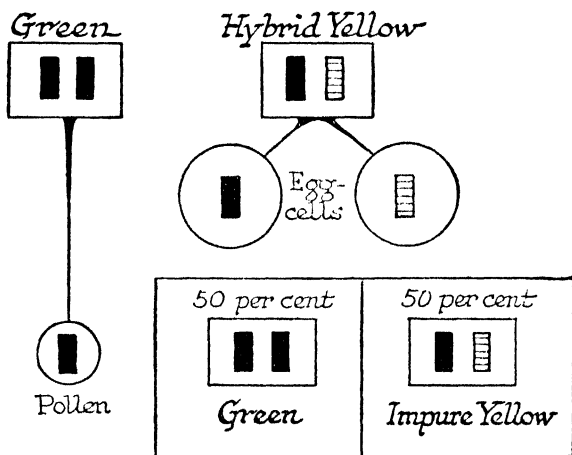 Green
Hybrid Yellow
Egg-
cells
Pollen
50 per cent
Green
50 per cent
Impure Yellow